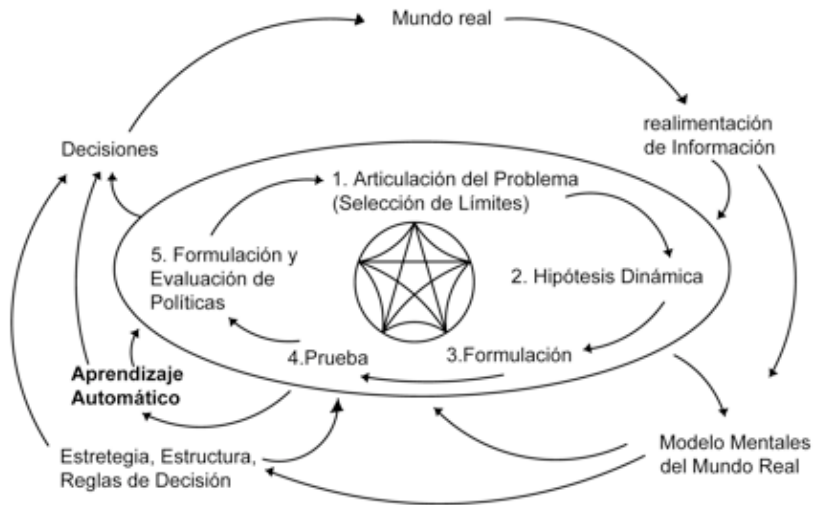 Mundo real
realimentación
de Información
Decisiones
1. Articulación del Problema
(Selección de Límites)
5. Formulación y
Evaluación de
Políticas
2. Hipótesis Dinámica
4.Prueba
3.Formulación
Aprendizaje
Automático
Modelo Mentales
del Mundo Real
Estretegia, Estructura,
Reglas de Decisión